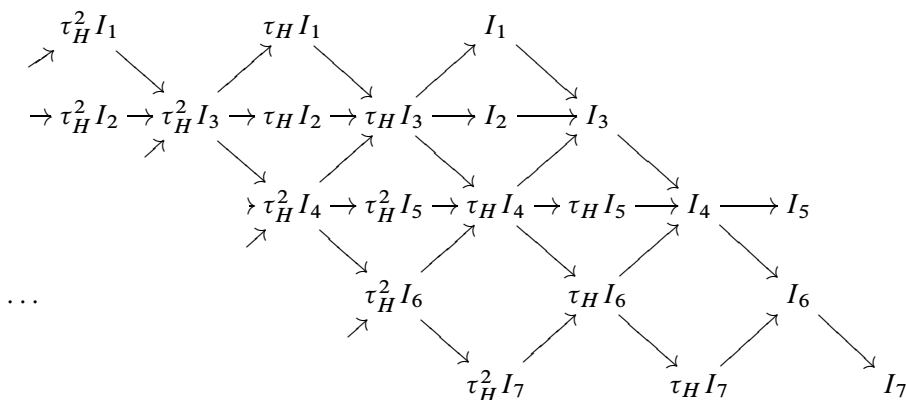 τ_H^2 I_1 τ_H I_1 I_1
τ_H^2 I_2 τ_H^2 I_3 τ_H I_2 τ_H I_3 I_2 I_3
τ_H^2 I_4 τ_H^2 I_5 τ_H I_4 τ_H I_5 I_4 I_5
... τ_H^2 I_6 τ_H I_6 I_6
τ_H^2 I_7 τ_H I_7 I_7